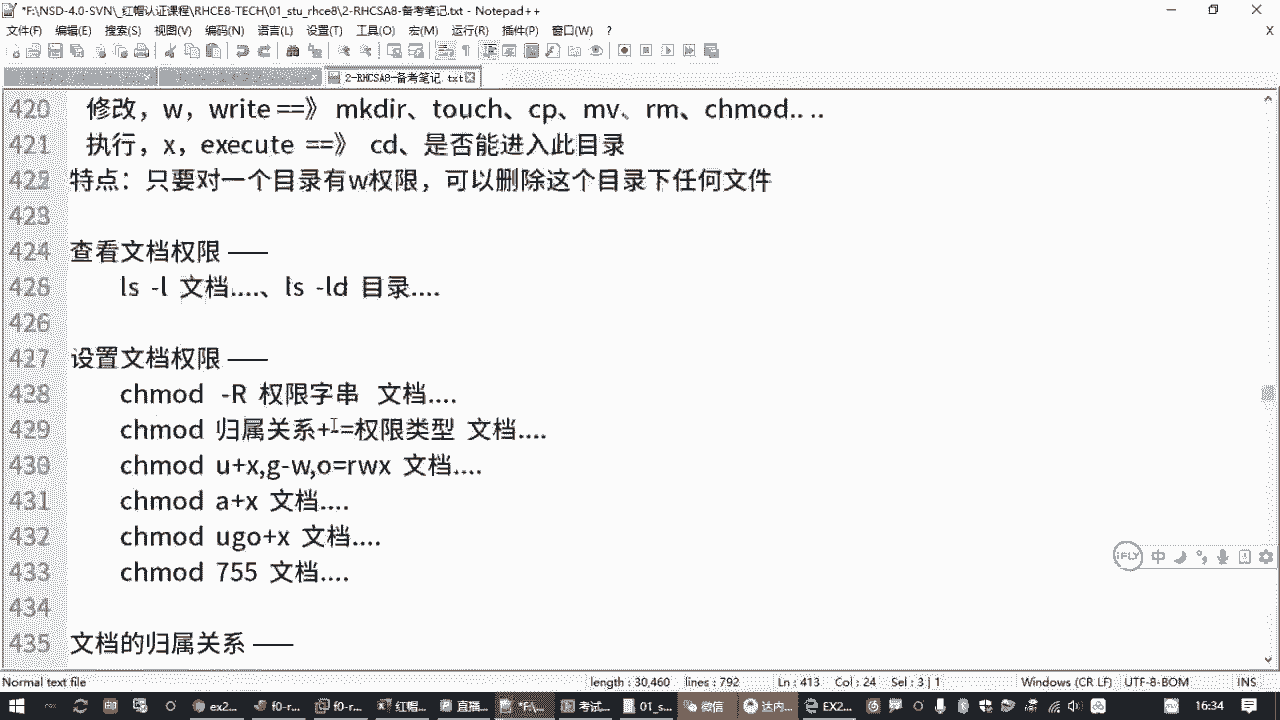 *F:\NSD-4.0-SVN\_红帽认证课程\RHCE8-TECH\01_stu_rhce8\2-RHCSA8-备考笔记.txt - Notepad++
文件(F) 编辑(E) 搜索(S) 视图(V) 编码(N) 语言(L) 设置(T) 工具(O) 宏(M) 运行(R) 插件(P) 窗口(W) ? X
2-RHCSA8-备考笔记.txt
420 修改，w，write ==》 mkdir、touch、cp、mv、rm、chmod.. ..
421 执行，x，execute ==》 cd、是否能进入此目录
422 特点：只要对一个目录有w权限，可以删除这个目录下任何文件
423
424 查看文档权限 ——
425 ls -l 文档....、ls -ld 目录....
426
427 设置文档权限 ——
428 chmod -R 权限字串 文档....
429 chmod 归属关系+-=权限类型 文档....
430 chmod u+x,g-w,o=rwx 文档....
431 chmod a+x 文档....
432 chmod ugo+x 文档....
433 chmod 755 文档....
434
435 文档的归属关系 ——
iFLY 中
Normal text file length : 30,460 lines : 792 Ln : 413 Col : 24 Sel : 3 | 1 Windows (CR LF) UTF-8-BOM INS
ex2... f0-r... f0-r... 红帽... 直播... *F:\... 考试... 01_s... 微信 达内... EX2... 16:34